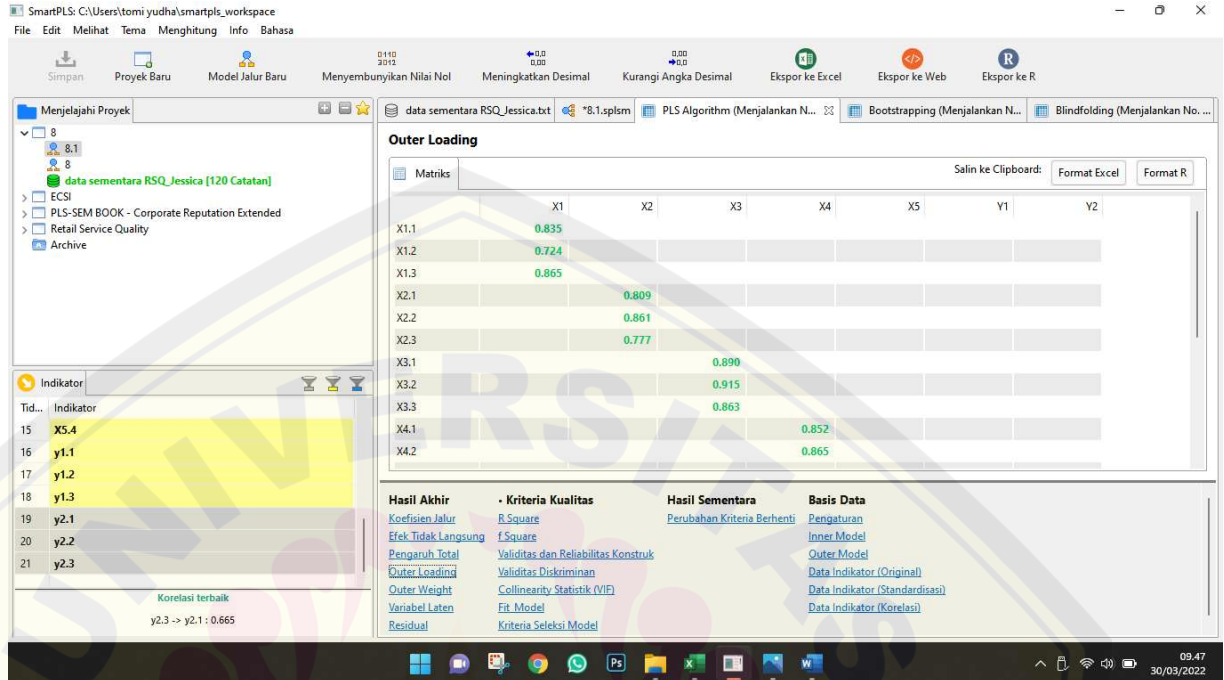 SmartPLS: C:\Users\tomi yudha\smartpls_workspace
File Edit Melihat Tema Menghitung Info Bahasa
Simpan Proyek Baru Model Jalur Baru Menyembunyikan Nilai Nol Meningkatkan Desimal Kurangi Angka Desimal Ekspor ke Excel Ekspor ke Web Ekspor ke R
Menjelajahi Proyek
8
8.1
8
data sementara RSQ_Jessica [120 Catatan]
ECSI
PLS-SEM BOOK - Corporate Reputation Extended
Retail Service Quality
Archive
Indikator
Tid... Indikator
15 X5.4
16 y1.1
17 y1.2
18 y1.3
19 y2.1
20 y2.2
21 y2.3
Korelasi terbaik
y2.3 -> y2.1 : 0.665
data sementara RSQ_Jessica.txt *8.1.splsm PLS Algorithm (Menjalankan N... Bootstrapping (Menjalankan N... Blindfolding (Menjalankan No. ...
Outer Loading
Matriks Salin ke Clipboard: Format Excel Format R
X1 X2 X3 X4 X5 Y1 Y2
X1.1 0.835
X1.2 0.724
X1.3 0.865
X2.1 0.809
X2.2 0.861
X2.3 0.777
X3.1 0.890
X3.2 0.915
X3.3 0.863
X4.1 0.852
X4.2 0.865
Hasil Akhir - Kriteria Kualitas Hasil Sementara Basis Data
Koefisien Jalur R Square Perubahan Kriteria Berhenti Pengaturan
Efek Tidak Langsung f Square Inner Model
Pengaruh Total Validitas dan Reliabilitas Konstruk Outer Model
Outer Loading Validitas Diskriminan Data Indikator (Original)
Outer Weight Collinearity Statistik (VIF) Data Indikator (Standardisasi)
Variabel Laten Fit Model Data Indikator (Korelasi)
Residual Kriteria Seleksi Model
UNIVERSITAS
09.47
30/03/2022